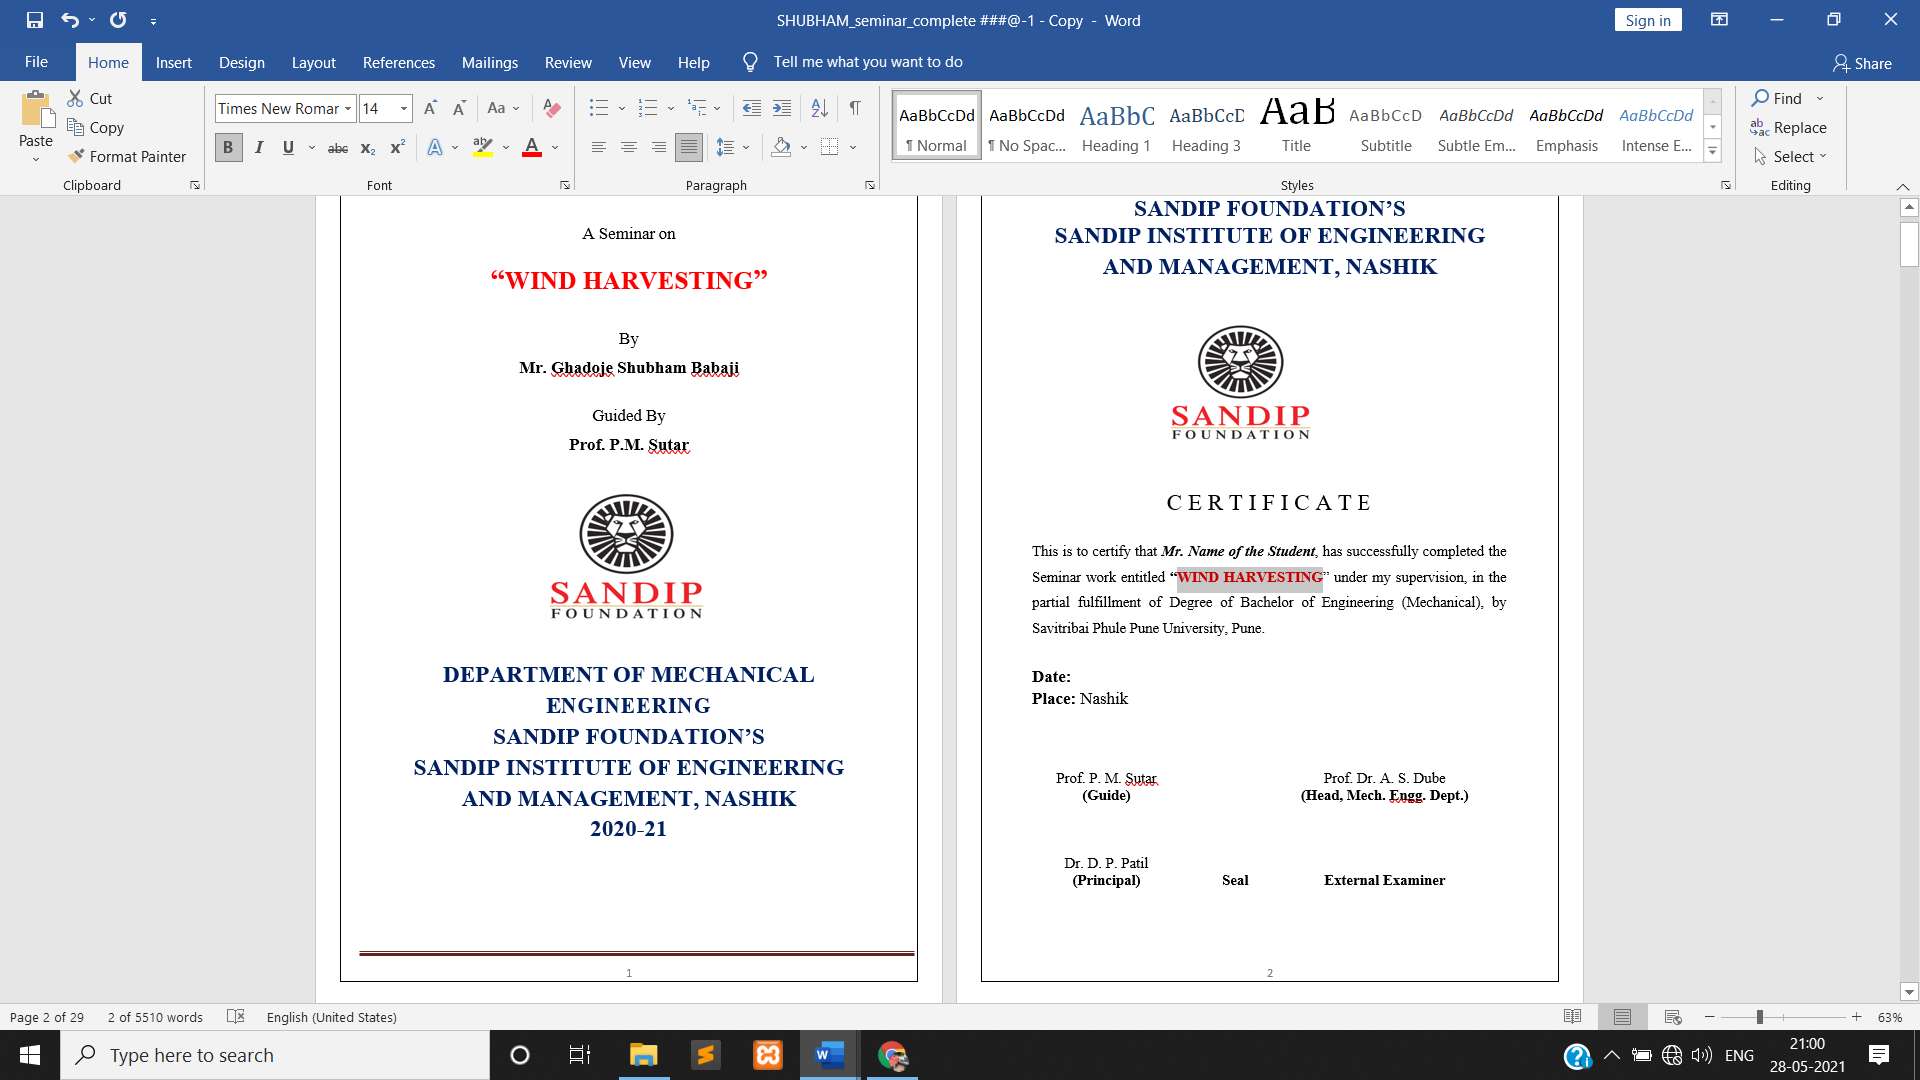 SHUBHAM_seminar_complete ###@-1 - Copy - Word
Sign in
File Home Insert Design Layout References Mailings Review View Help Tell me what you want to do
Share
Paste
Cut
Copy
Format Painter
Clipboard
Times New Romar 14
Font
Paragraph
AaBbCcDd AaBbCcDd AaBbC AaBbCcD AaB AaBbCcD AaBbCcDd AaBbCcDd AaBbCcDd
¶ Normal ¶ No Spac... Heading 1 Heading 3 Title Subtitle Subtle Em... Emphasis Intense E...
Styles
Find
Replace
Select
Editing
A Seminar on
“WIND HARVESTING”
By
Mr. Ghadoje Shubham Babaji
Guided By
Prof. P.M. Sutar
SANDIP
FOUNDATION
DEPARTMENT OF MECHANICAL
ENGINEERING
SANDIP FOUNDATION’S
SANDIP INSTITUTE OF ENGINEERING
AND MANAGEMENT, NASHIK
2020-21
1
SANDIP FOUNDATION’S
SANDIP INSTITUTE OF ENGINEERING
AND MANAGEMENT, NASHIK
SANDIP
FOUNDATION
CERTIFICATE
This is to certify that Mr. Name of the Student, has successfully completed the
Seminar work entitled “WIND HARVESTING” under my supervision, in the
partial fulfillment of Degree of Bachelor of Engineering (Mechanical), by
Savitribai Phule Pune University, Pune.
Date:
Place: Nashik
Prof. P. M. Sutar Prof. Dr. A. S. Dube
(Guide) (Head, Mech. Engg. Dept.)
Dr. D. P. Patil
(Principal) Seal External Examiner
2
Page 2 of 29 2 of 5510 words English (United States) 63%
Type here to search
ENG
21:00
28-05-2021